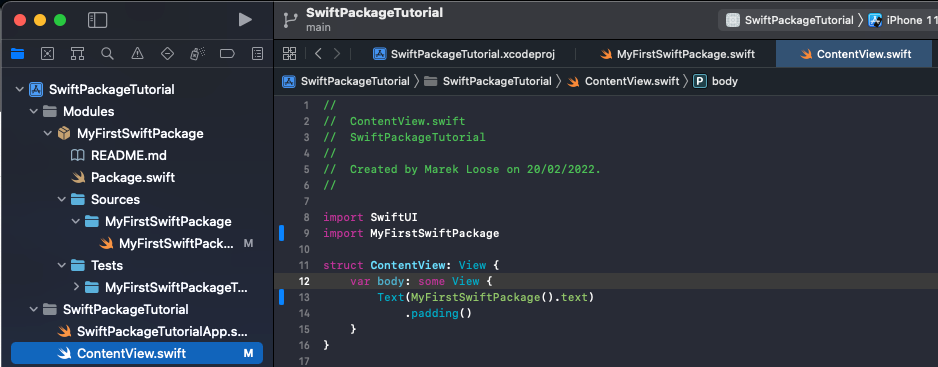 SwiftPackageTutorial
main
SwiftPackageTutorial
iPhone 11
SwiftPackageTutorial.xcodeproj
MyFirstSwiftPackage.swift
ContentView.swift
SwiftPackageTutorial
SwiftPackageTutorial
ContentView.swift
P body
SwiftPackageTutorial
Modules
MyFirstSwiftPackage
README.md
Package.swift
Sources
MyFirstSwiftPackage
MyFirstSwiftPack... M
Tests
MyFirstSwiftPackageT...
SwiftPackageTutorial
SwiftPackageTutorialApp.s...
ContentView.swift M
1 //
2 //  ContentView.swift
3 //  SwiftPackageTutorial
4 //
5 //  Created by Marek Loose on 20/02/2022.
6 //
7
8 import SwiftUI
9 import MyFirstSwiftPackage
10
11 struct ContentView: View {
12     var body: some View {
13         Text(MyFirstSwiftPackage().text)
14             .padding()
15     }
16 }
17